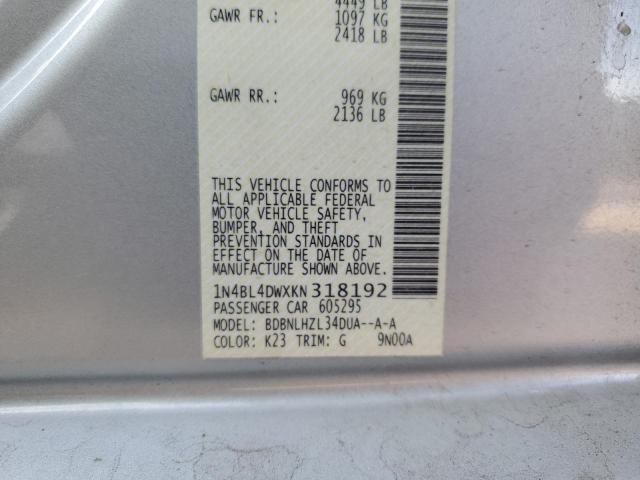 4449 LB
GAWR FR.: 1097 KG
2418 LB
GAWR RR.: 969 KG
2136 LB
THIS VEHICLE CONFORMS TO
ALL APPLICABLE FEDERAL
MOTOR VEHICLE SAFETY,
BUMPER, AND THEFT
PREVENTION STANDARDS IN
EFFECT ON THE DATE OF
MANUFACTURE SHOWN ABOVE.
1N4BL4DWXKN318192
PASSENGER CAR 605295
MODEL: BDBNLHZL34DUA--A-A
COLOR: K23 TRIM: G 9N00A